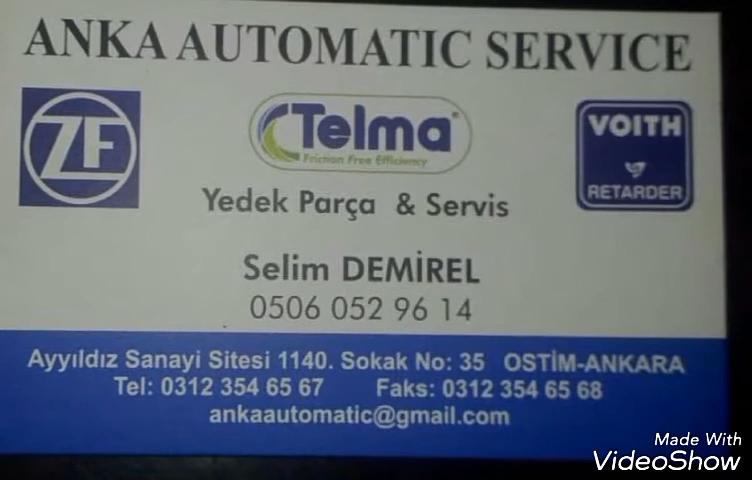 ANKA AUTOMATIC SERVICE
ZF
Telma®
Friction Free Efficiency
VOITH
RETARDER
Yedek Parça & Servis
Selim DEMİREL
0506 052 96 14
Ayyıldız Sanayi Sitesi 1140. Sokak No: 35 OSTİM-ANKARA
Tel: 0312 354 65 67 Faks: 0312 354 65 68
ankaautomatic@gmail.com
Made With
VideoShow